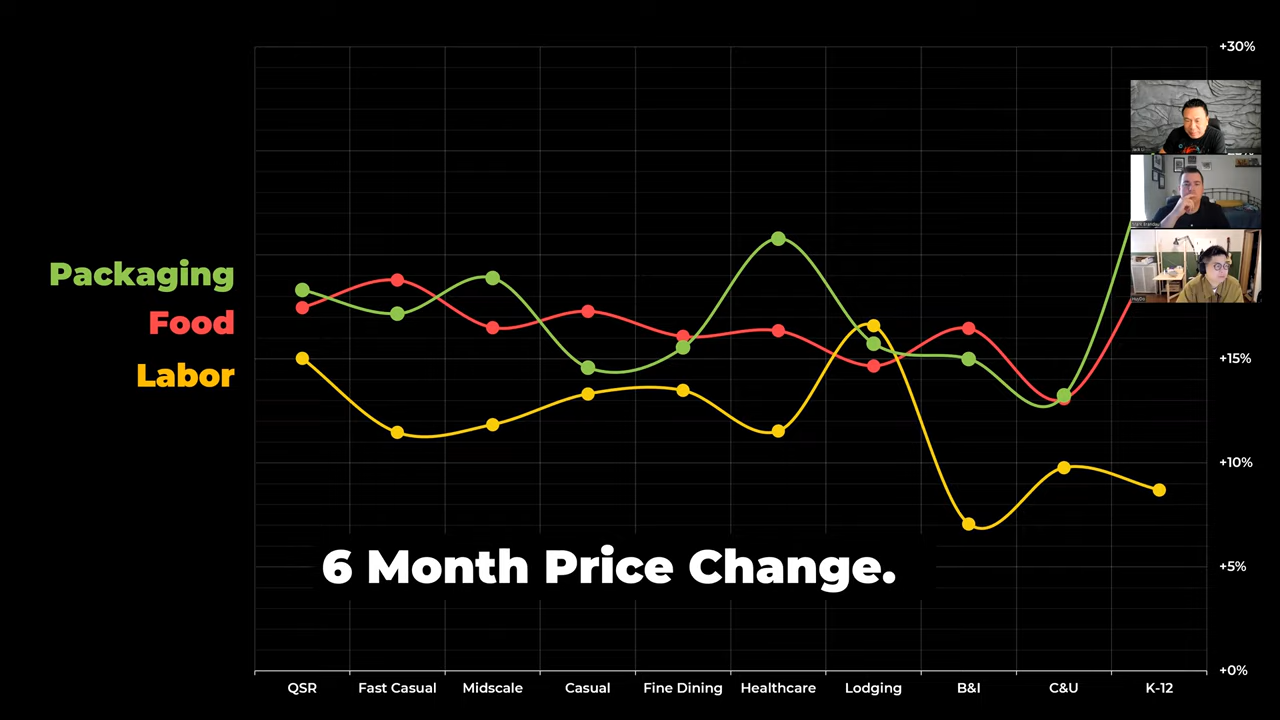 +30%
Packaging
Food
Labor
+15%
+10%
6 Month Price Change.
+5%
+0%
QSR
Fast Casual
Midscale
Casual
Fine Dining
Healthcare
Lodging
B&I
C&U
K-12